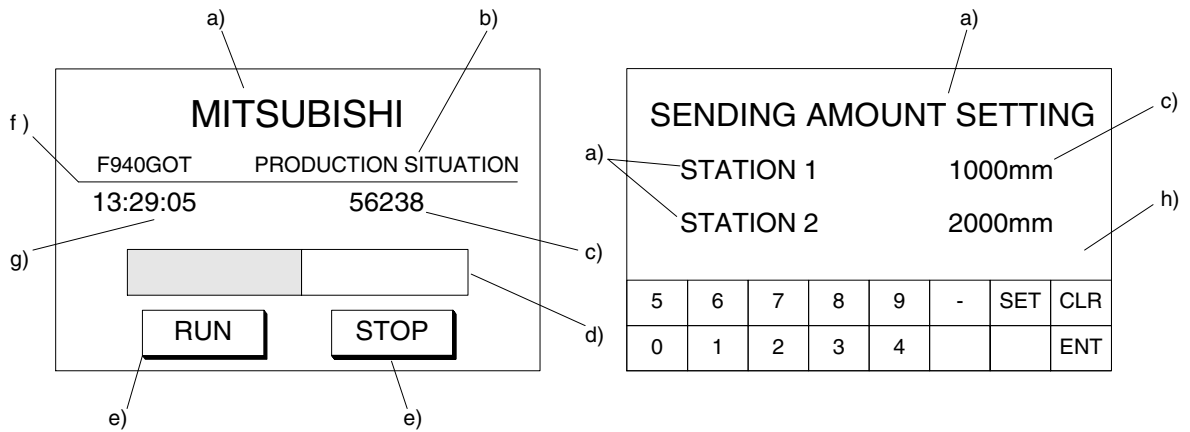 a) b) a)
MITSUBISHI
f )
F940GOT PRODUCTION SITUATION
13:29:05 56238
g) c)
d)
RUN STOP
e) e)
SENDING AMOUNT SETTING
c)
a)
STATION 1 1000mm
h)
STATION 2 2000mm
5 6 7 8 9 - SET CLR
0 1 2 3 4 ENT